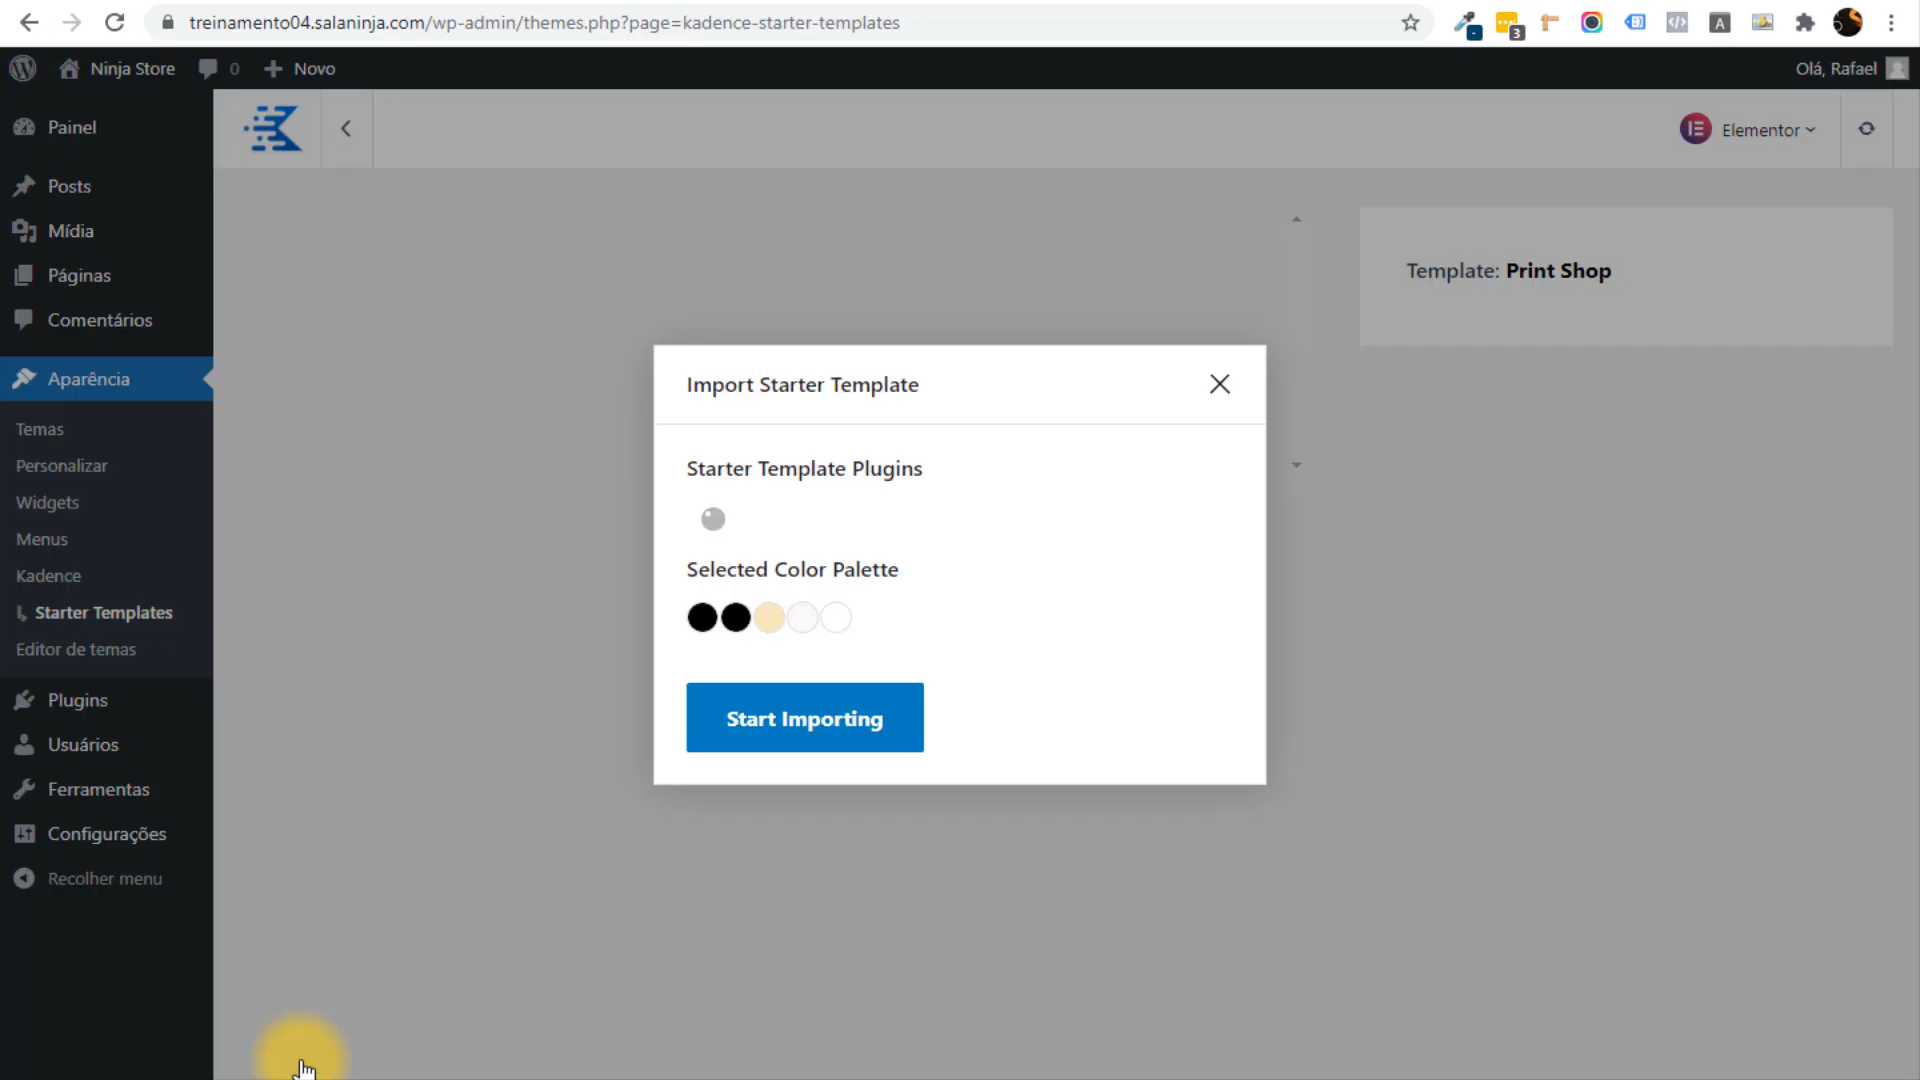 treinamento04.salaninja.com/wp-admin/themes.php?page=kadence-starter-templates
3
A
Ninja Store
0
Novo
Olá, Rafael
Painel
Posts
Mídia
Páginas
Comentários
Aparência
Temas
Personalizar
Widgets
Menus
Kadence
Starter Templates
Editor de temas
Plugins
Usuários
Ferramentas
Configurações
Recolher menu
Elementor
Template: Print Shop
Import Starter Template
Starter Template Plugins
Selected Color Palette
Start Importing